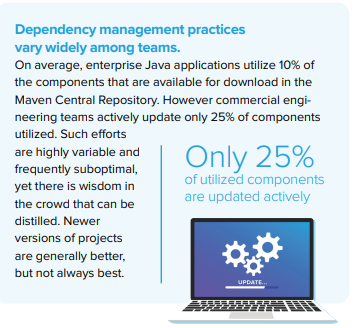 Dependency management practices
vary widely among teams.
On average, enterprise Java applications utilize 10% of
the components that are available for download in the
Maven Central Repository. However commercial engi-
neering teams actively update only 25% of components
utilized. Such efforts
are highly variable and
frequently suboptimal,
yet there is wisdom in
the crowd that can be
distilled. Newer
versions of projects
are generally better,
but not always best.
Only 25%
of utilized components
are updated actively
UPDATE...